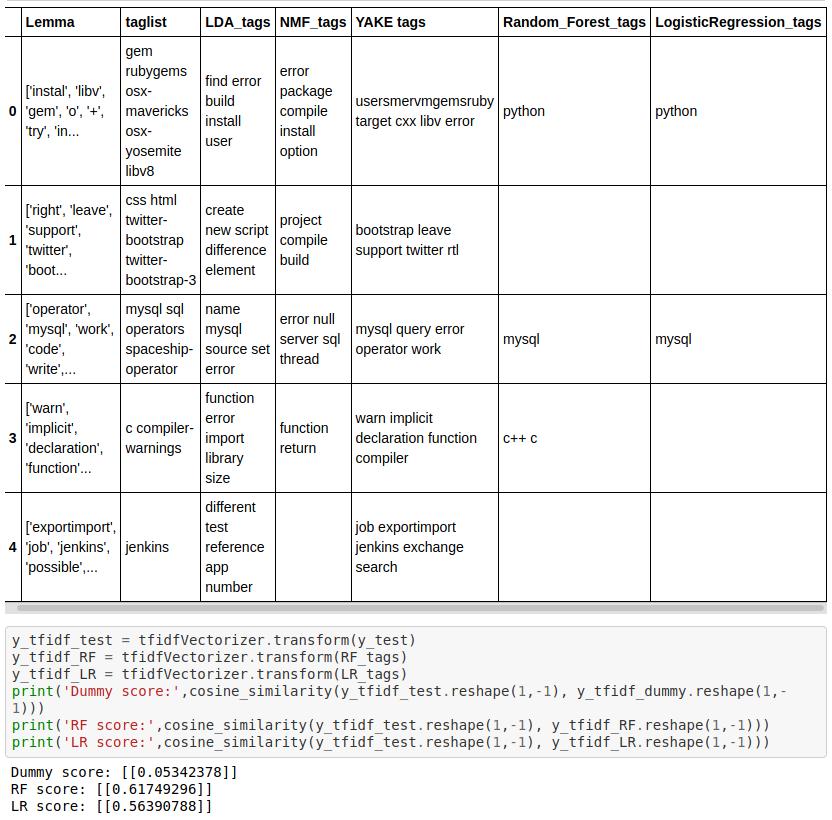 Lemma taglist LDA_tags NMF_tags YAKE tags Random_Forest_tags LogisticRegression_tags
0
['instal', 'libv',
'gem', 'o', '+',
'try', 'in...
gem
rubygems
osx-
mavericks
osx-
yosemite
libv8
find error
build
install
user
error
package
compile
install
option
usersmervmgemsruby
target cxx libv error
python
python
1
['right', 'leave',
'support',
'twitter',
'boot...
css html
twitter-
bootstrap
twitter-
bootstrap-3
create
new script
difference
element
project
compile
build
bootstrap leave
support twitter rtl
2
['operator',
'mysql', 'work',
'code',
'write',...
mysql sql
operators
spaceship-
operator
name
mysql
source set
error
error null
server sql
thread
mysql query error
operator work
mysql
mysql
3
['warn',
'implicit',
'declaration',
'function'...
c compiler-
warnings
function
error
import
library
size
function
return
warn implicit
declaration function
compiler
c++ c
4
['exportimport',
'job', 'jenkins',
'possible',...
jenkins
different
test
reference
app
number
job exportimport
jenkins exchange
search
y_tfidf_test = tfidfVectorizer.transform(y_test)
y_tfidf_RF = tfidfVectorizer.transform(RF_tags)
y_tfidf_LR = tfidfVectorizer.transform(LR_tags)
print('Dummy score:',cosine_similarity(y_tfidf_test.reshape(1,-1), y_tfidf_dummy.reshape(1,-
1)))
print('RF score:',cosine_similarity(y_tfidf_test.reshape(1,-1), y_tfidf_RF.reshape(1,-1)))
print('LR score:',cosine_similarity(y_tfidf_test.reshape(1,-1), y_tfidf_LR.reshape(1,-1)))
Dummy score: [[0.05342378]]
RF score: [[0.61749296]]
LR score: [[0.56390788]]